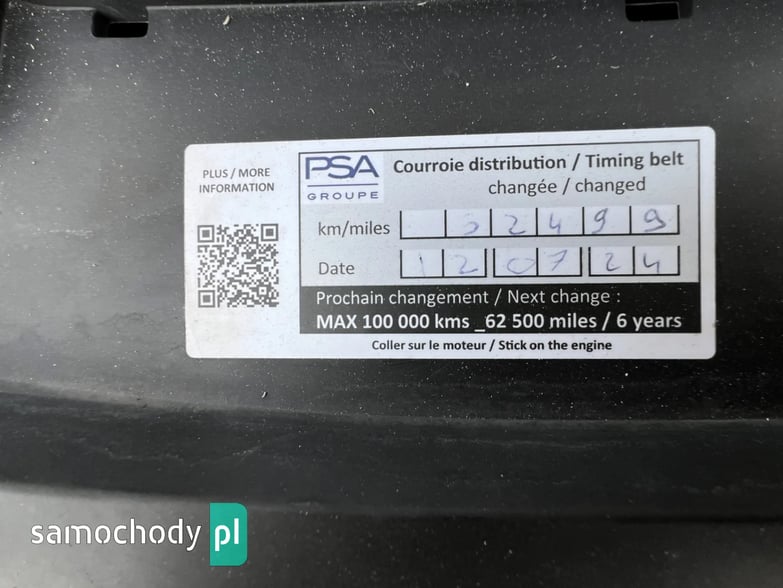 PLUS / MORE
INFORMATION
PSA
GROUPE
Courroie distribution / Timing belt
changée / changed
km/miles 2499
Date 12 07 24
Prochain changement / Next change :
MAX 100 000 kms _62 500 miles / 6 years
Coller sur le moteur / Stick on the engine
samochody pl